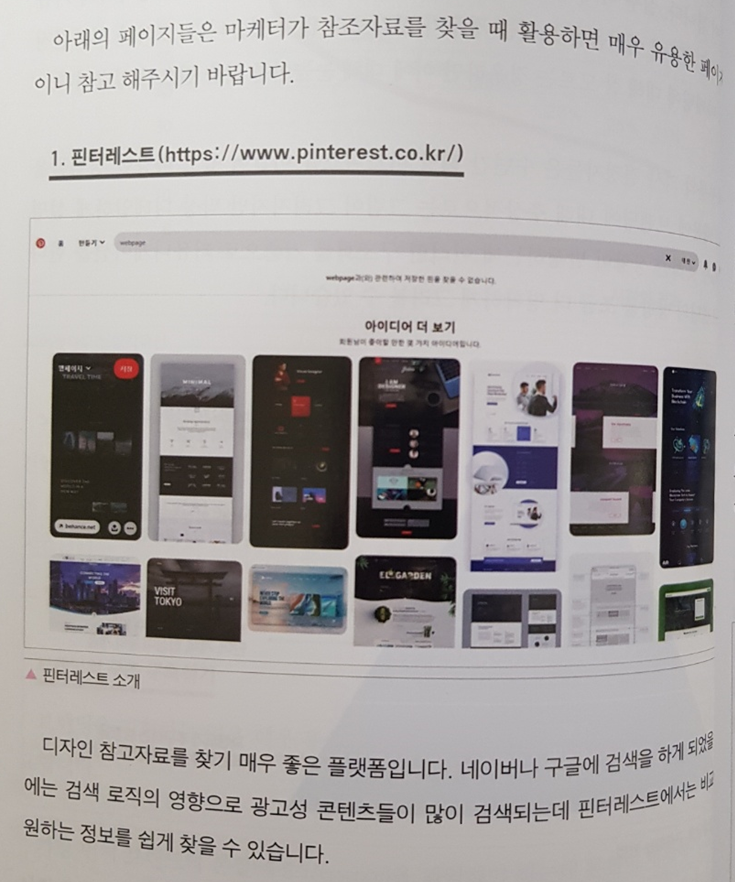 아래의 페이지들은 마케터가 참조자료를 찾을 때 활용하면 매우 유용한 페이지
이니 참고 해주시기 바랍니다.
1. 핀터레스트(https://www.pinterest.co.kr/)
홈 만들기 webpage
webpage과(와) 관련하여 저장한 핀을 찾을 수 없습니다.
아이디어 더 보기
회원님이 좋아할 만한 몇 가지 아이디어입니다.
웹페이지 저장
TRAVEL TIME
MINIMAL
I AM
DESIGNER
behance.net
VISIT
TOKYO
EL GARDEN
▲ 핀터레스트 소개
디자인 참고자료를 찾기 매우 좋은 플랫폼입니다. 네이버나 구글에 검색을 하게 되었을
에는 검색 로직의 영향으로 광고성 콘텐츠들이 많이 검색되는데 핀터레스트에서는 비교
원하는 정보를 쉽게 찾을 수 있습니다.